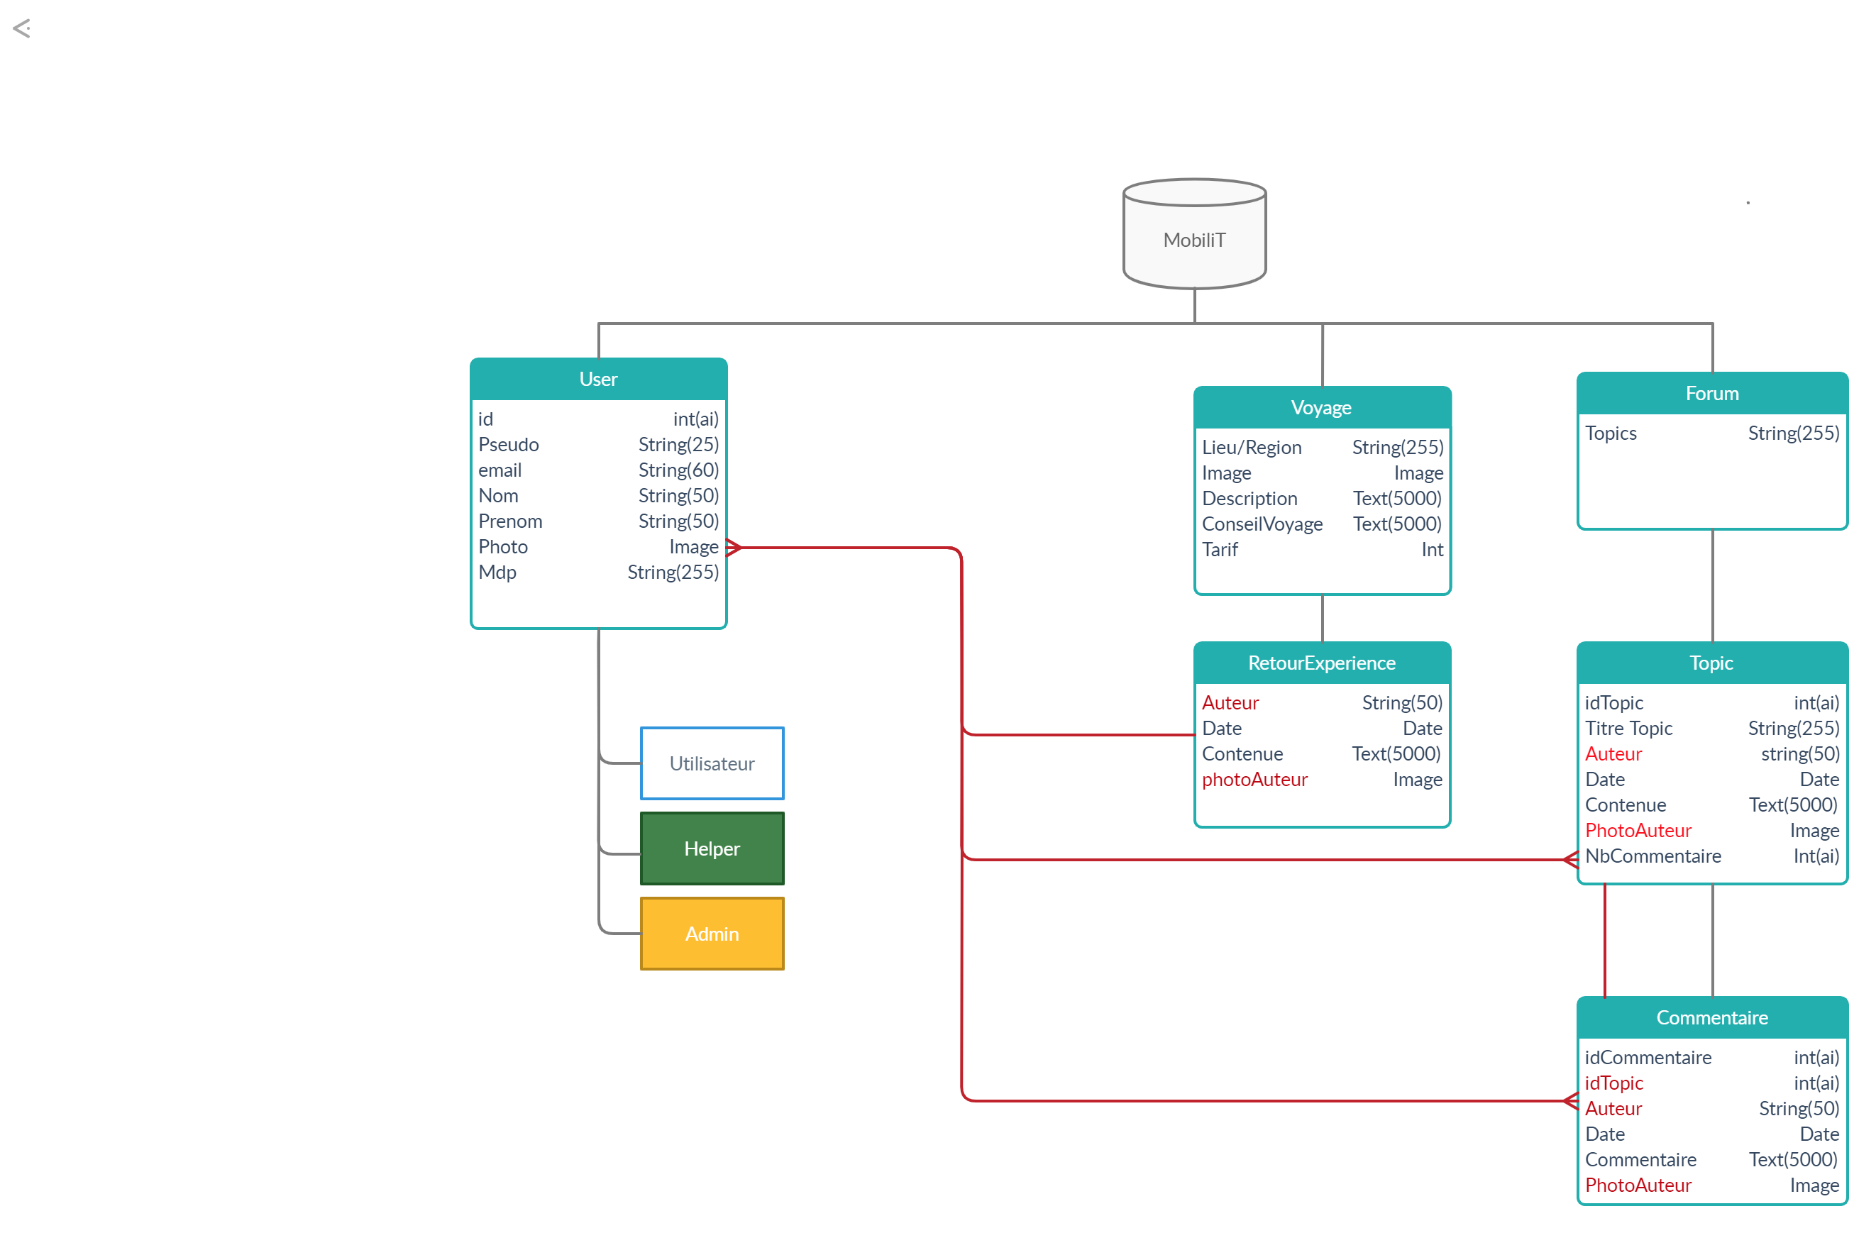 MobiliT
User
id int(ai)
Pseudo String(25)
email String(60)
Nom String(50)
Prenom String(50)
Photo Image
Mdp String(255)
Utilisateur
Helper
Admin
Voyage
Lieu/Region String(255)
Image Image
Description Text(5000)
ConseilVoyage Text(5000)
Tarif Int
RetourExperience
Auteur String(50)
Date Date
Contenue Text(5000)
photoAuteur Image
Forum
Topics String(255)
Topic
idTopic int(ai)
Titre Topic String(255)
Auteur string(50)
Date Date
Contenue Text(5000)
PhotoAuteur Image
NbCommentaire Int(ai)
Commentaire
idCommentaire int(ai)
idTopic int(ai)
Auteur String(50)
Date Date
Commentaire Text(5000)
PhotoAuteur Image